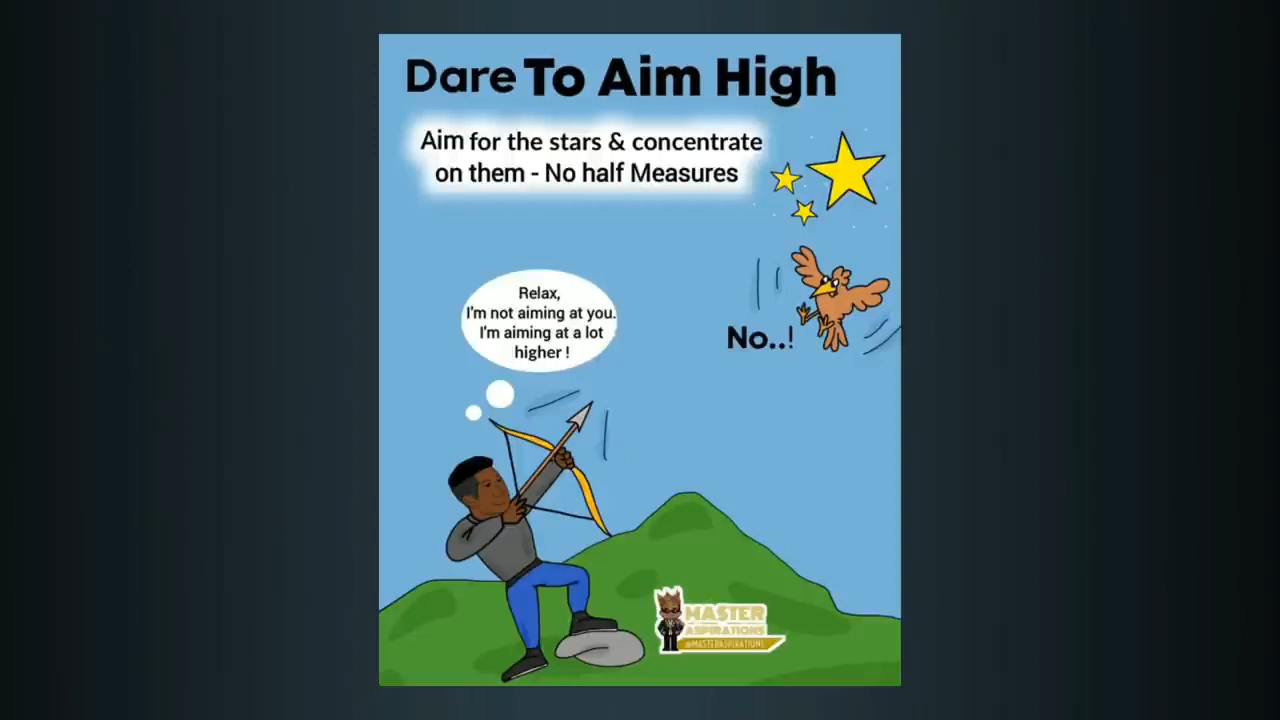 Dare To Aim High
Aim for the stars & concentrate
on them - No half Measures
Relax,
I'm not aiming at you.
I'm aiming at a lot
higher !
No..!
MASTER
ASPIRATIONS
@MASTERASPIRATIONS